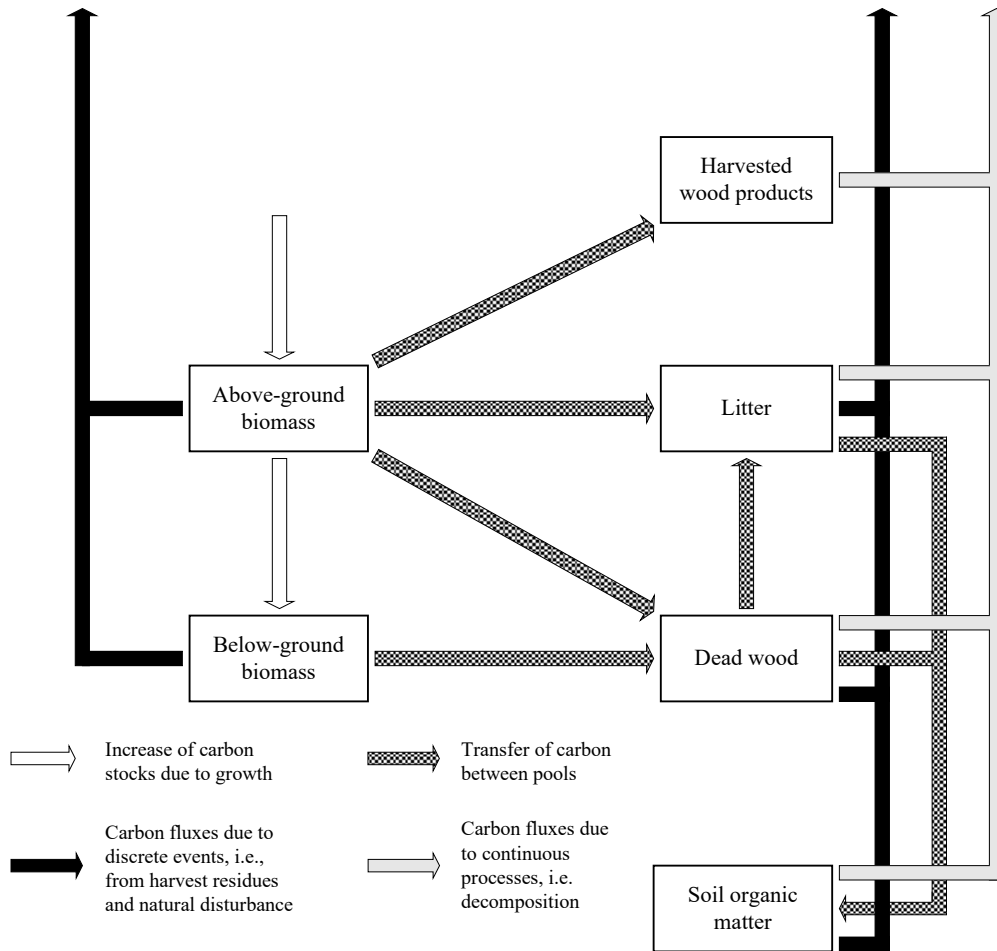 Harvested
wood products
Above-ground
biomass
Litter
Below-ground
biomass
Dead wood
Increase of carbon
stocks due to growth
Transfer of carbon
between pools
Carbon fluxes due to
discrete events, i.e.,
from harvest residues
and natural disturbance
Carbon fluxes due
to continuous
processes, i.e.
decomposition
Soil organic
matter